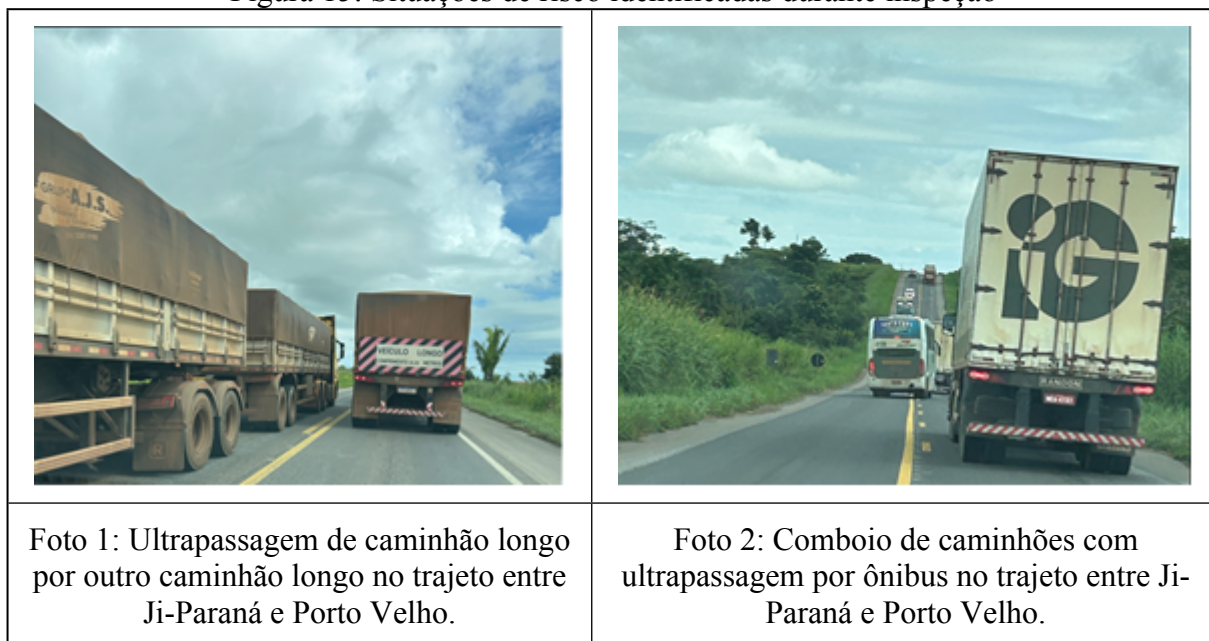 Figura 15: Situações de risco identificadas durante inspeção
GRUPO A.J.S.
VEÍCULO LONGO
iG
RANDON
Foto 1: Ultrapassagem de caminhão longo
por outro caminhão longo no trajeto entre
Ji-Paraná e Porto Velho.
Foto 2: Comboio de caminhões com
ultrapassagem por ônibus no trajeto entre Ji-
Paraná e Porto Velho.